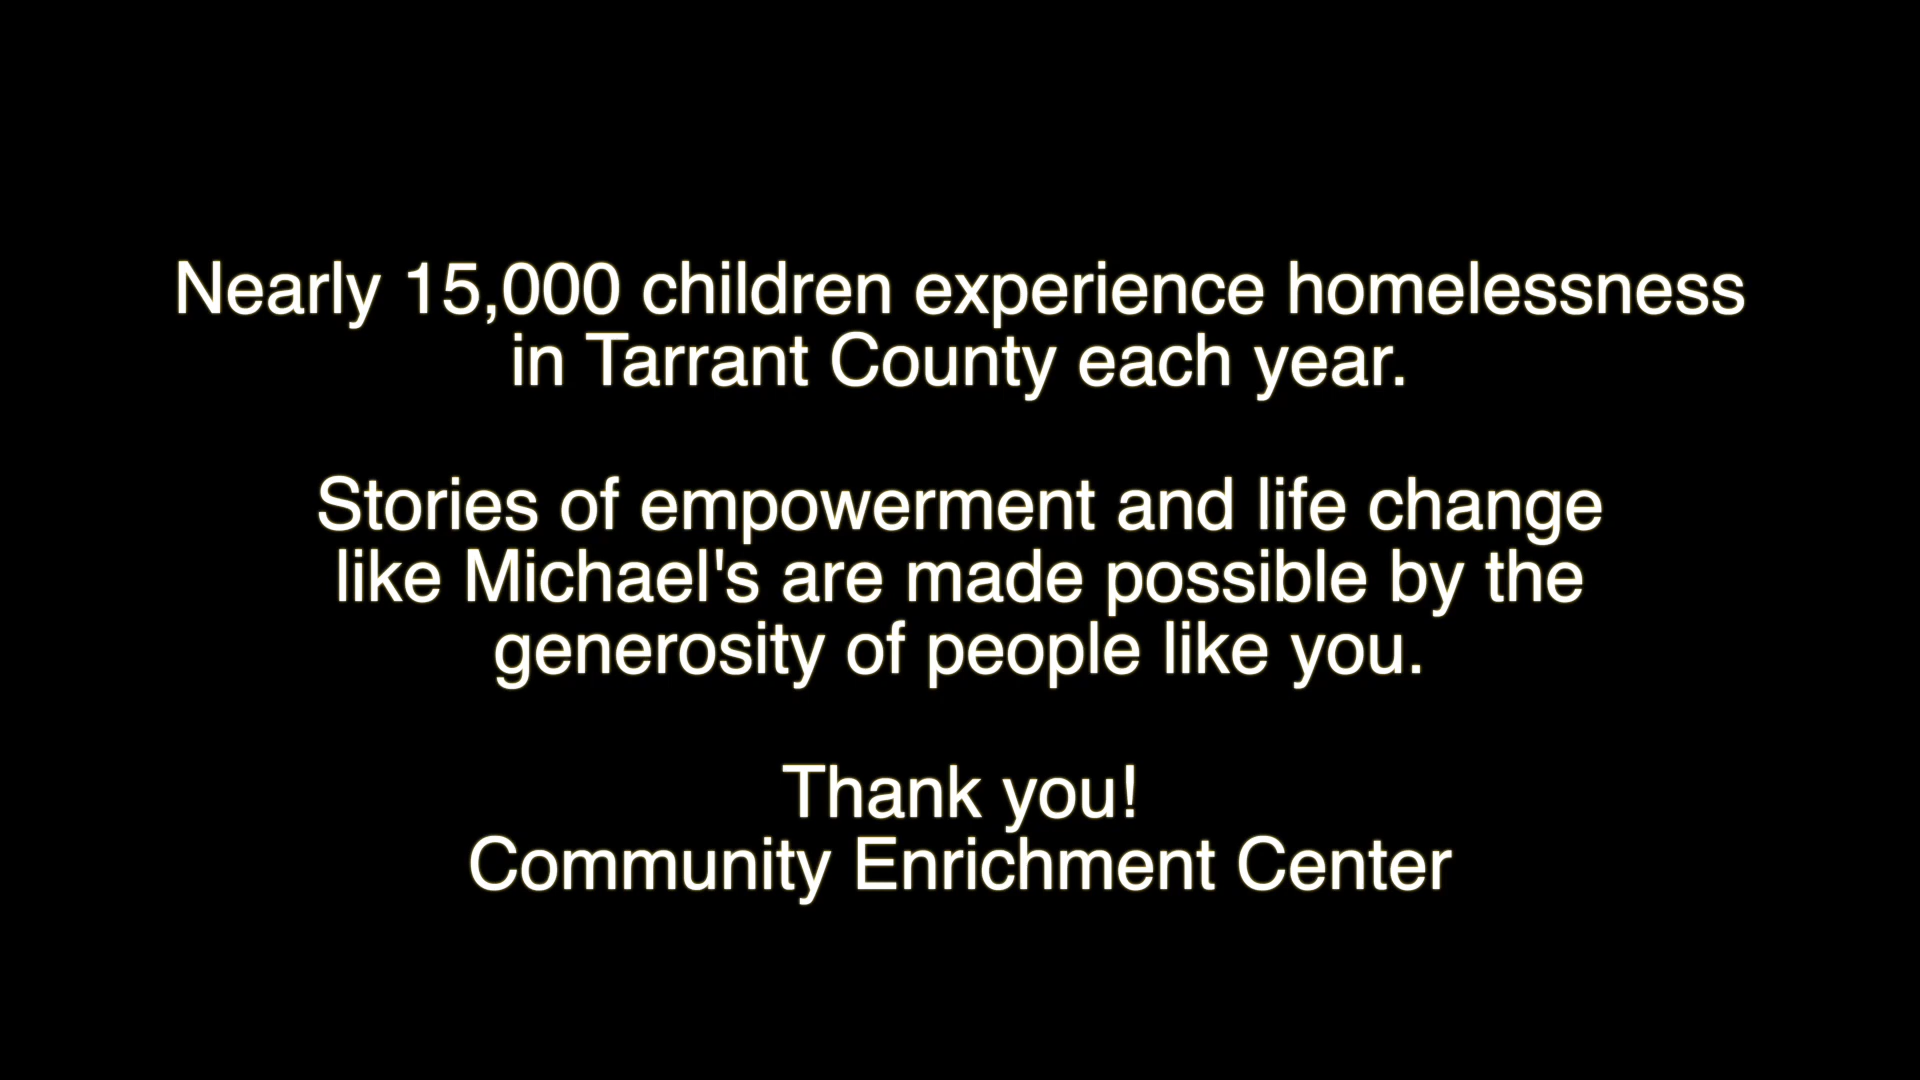 Nearly 15,000 children experience homelessness
in Tarrant County each year.
Stories of empowerment and life change
like Michael's are made possible by the
generosity of people like you.
Thank you!
Community Enrichment Center